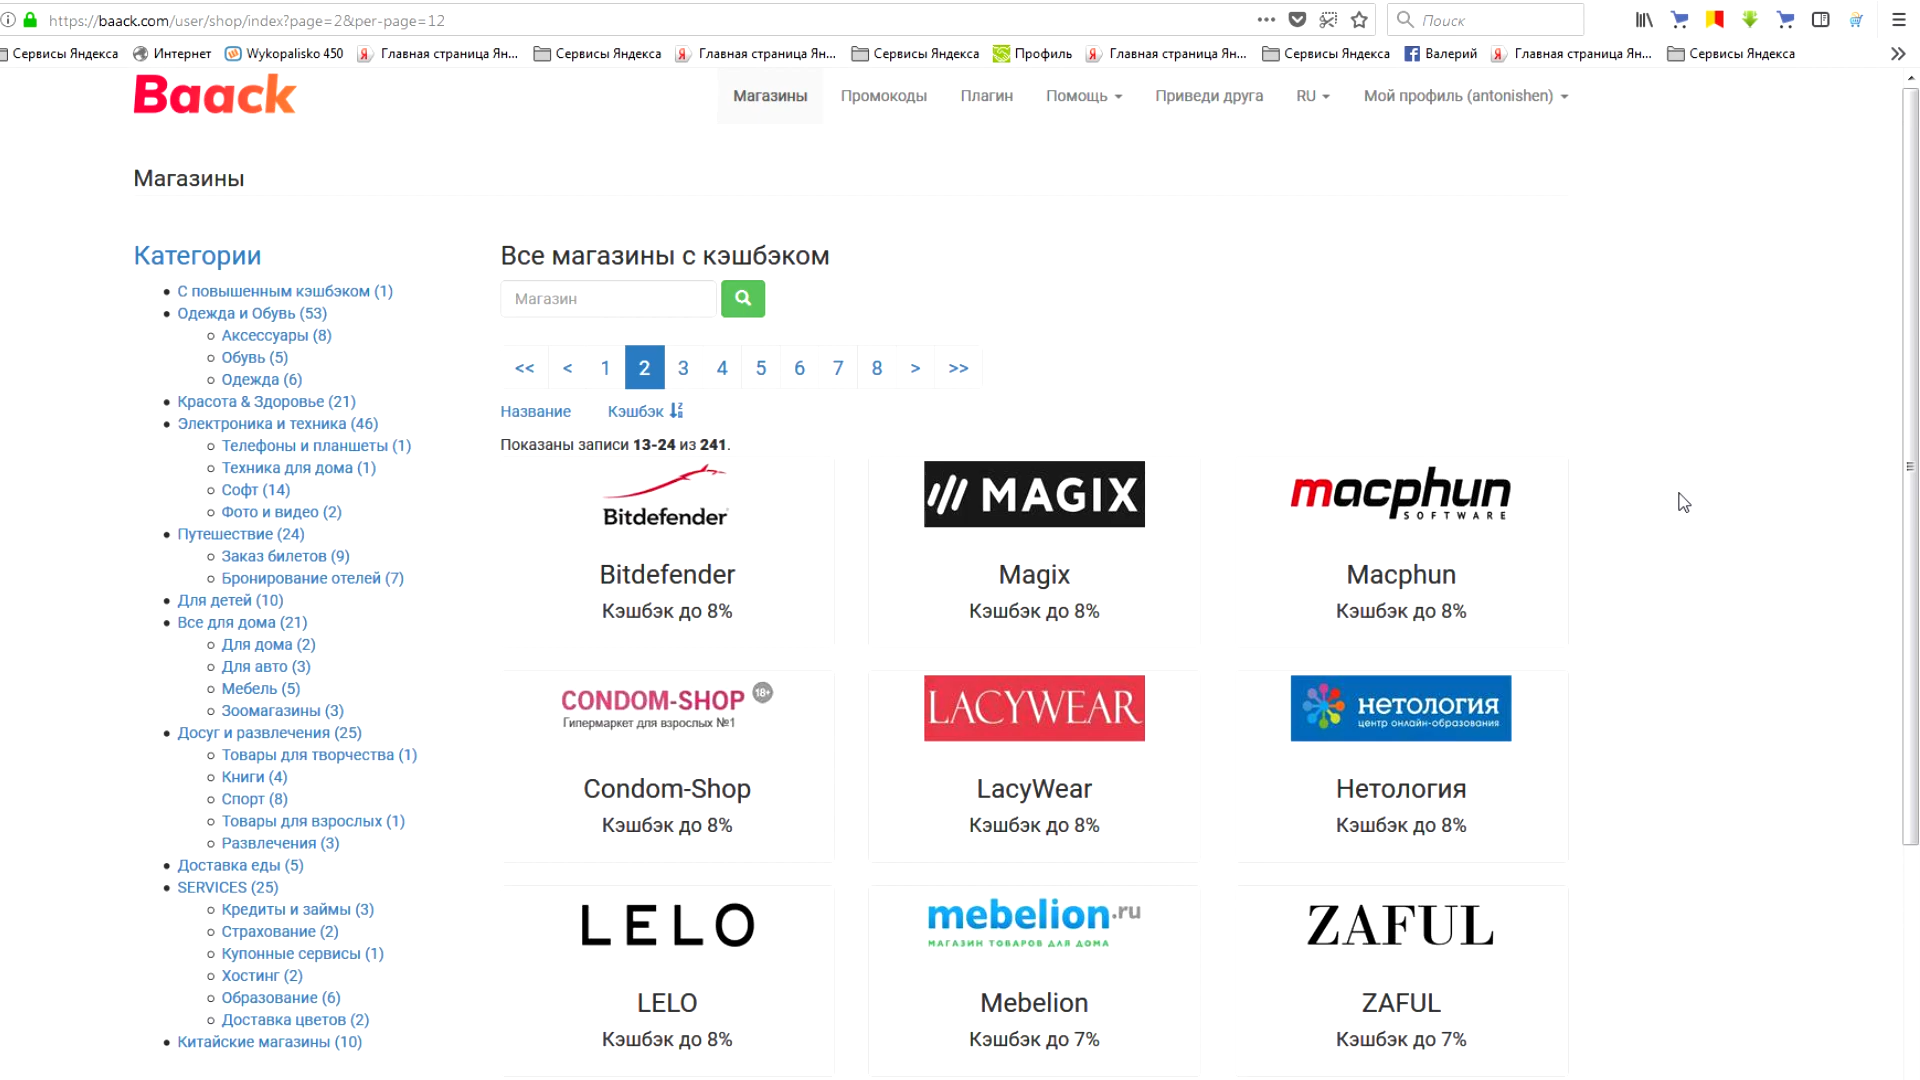 https://baack.com/user/shop/index?page=2&per-page=12
Поиск
Сервисы Яндекса
Интернет
Wykopalisko 450
Главная страница Ян...
Сервисы Яндекса
Главная страница Ян...
Сервисы Яндекса
Профиль
Главная страница Ян...
Сервисы Яндекса
Валерий
Главная страница Ян...
Сервисы Яндекса
Baack
Магазины
Промокоды
Плагин
Помощь
Приведи друга
RU
Мой профиль (antonishen)
Магазины
Категории
С повышенным кэшбэком (1)
Одежда и Обувь (53)
Аксессуары (8)
Обувь (5)
Одежда (6)
Красота & Здоровье (21)
Электроника и техника (46)
Телефоны и планшеты (1)
Техника для дома (1)
Софт (14)
Фото и видео (2)
Путешествие (24)
Заказ билетов (9)
Бронирование отелей (7)
Для детей (10)
Все для дома (21)
Для дома (2)
Для авто (3)
Мебель (5)
Зоомагазины (3)
Досуг и развлечения (25)
Товары для творчества (1)
Книги (4)
Спорт (8)
Товары для взрослых (1)
Развлечения (3)
Доставка еды (5)
SERVICES (25)
Кредиты и займы (3)
Страхование (2)
Купонные сервисы (1)
Хостинг (2)
Образование (6)
Доставка цветов (2)
Китайские магазины (10)
Все магазины с кэшбэком
Магазин
<< < 1 2 3 4 5 6 7 8 > >>
Название Кэшбэк
Показаны записи 13-24 из 241.
Bitdefender
Bitdefender
Кэшбэк до 8%
MAGIX
Magix
Кэшбэк до 8%
macphun
SOFTWARE
Macphun
Кэшбэк до 8%
CONDOM-SHOP 18+
Гипермаркет для взрослых №1
Condom-Shop
Кэшбэк до 8%
LACYWEAR
LacyWear
Кэшбэк до 8%
нетология
центр онлайн-образования
Нетология
Кэшбэк до 8%
LELO
LELO
Кэшбэк до 8%
mebelion.ru
МАГАЗИН ТОВАРОВ ДЛЯ ДОМА
Mebelion
Кэшбэк до 7%
ZAFUL
ZAFUL
Кэшбэк до 7%